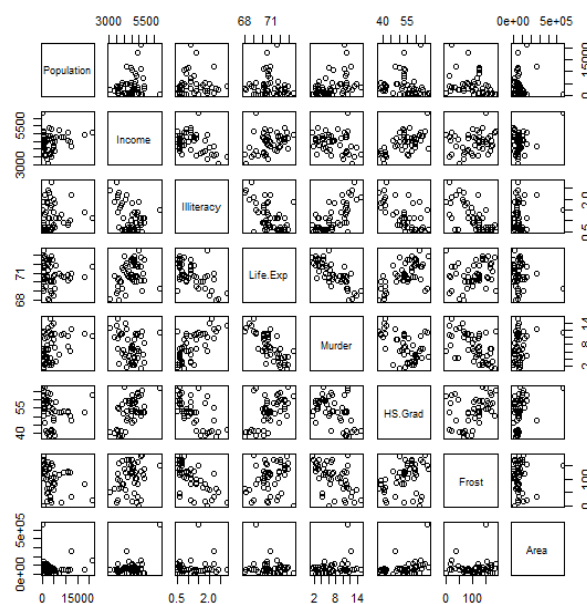 3000 5500 68 71 40 55 0e+00 5e+05
Population 0 15000
3000 5500 Income
Illiteracy 0.5 2.0
68 71 Life.Exp
Murder 2 8 14
40 55 HS.Grad
Frost 0 100
0e+00 5e+05 Area
0 15000 0.5 2.0 2 8 14 0 100